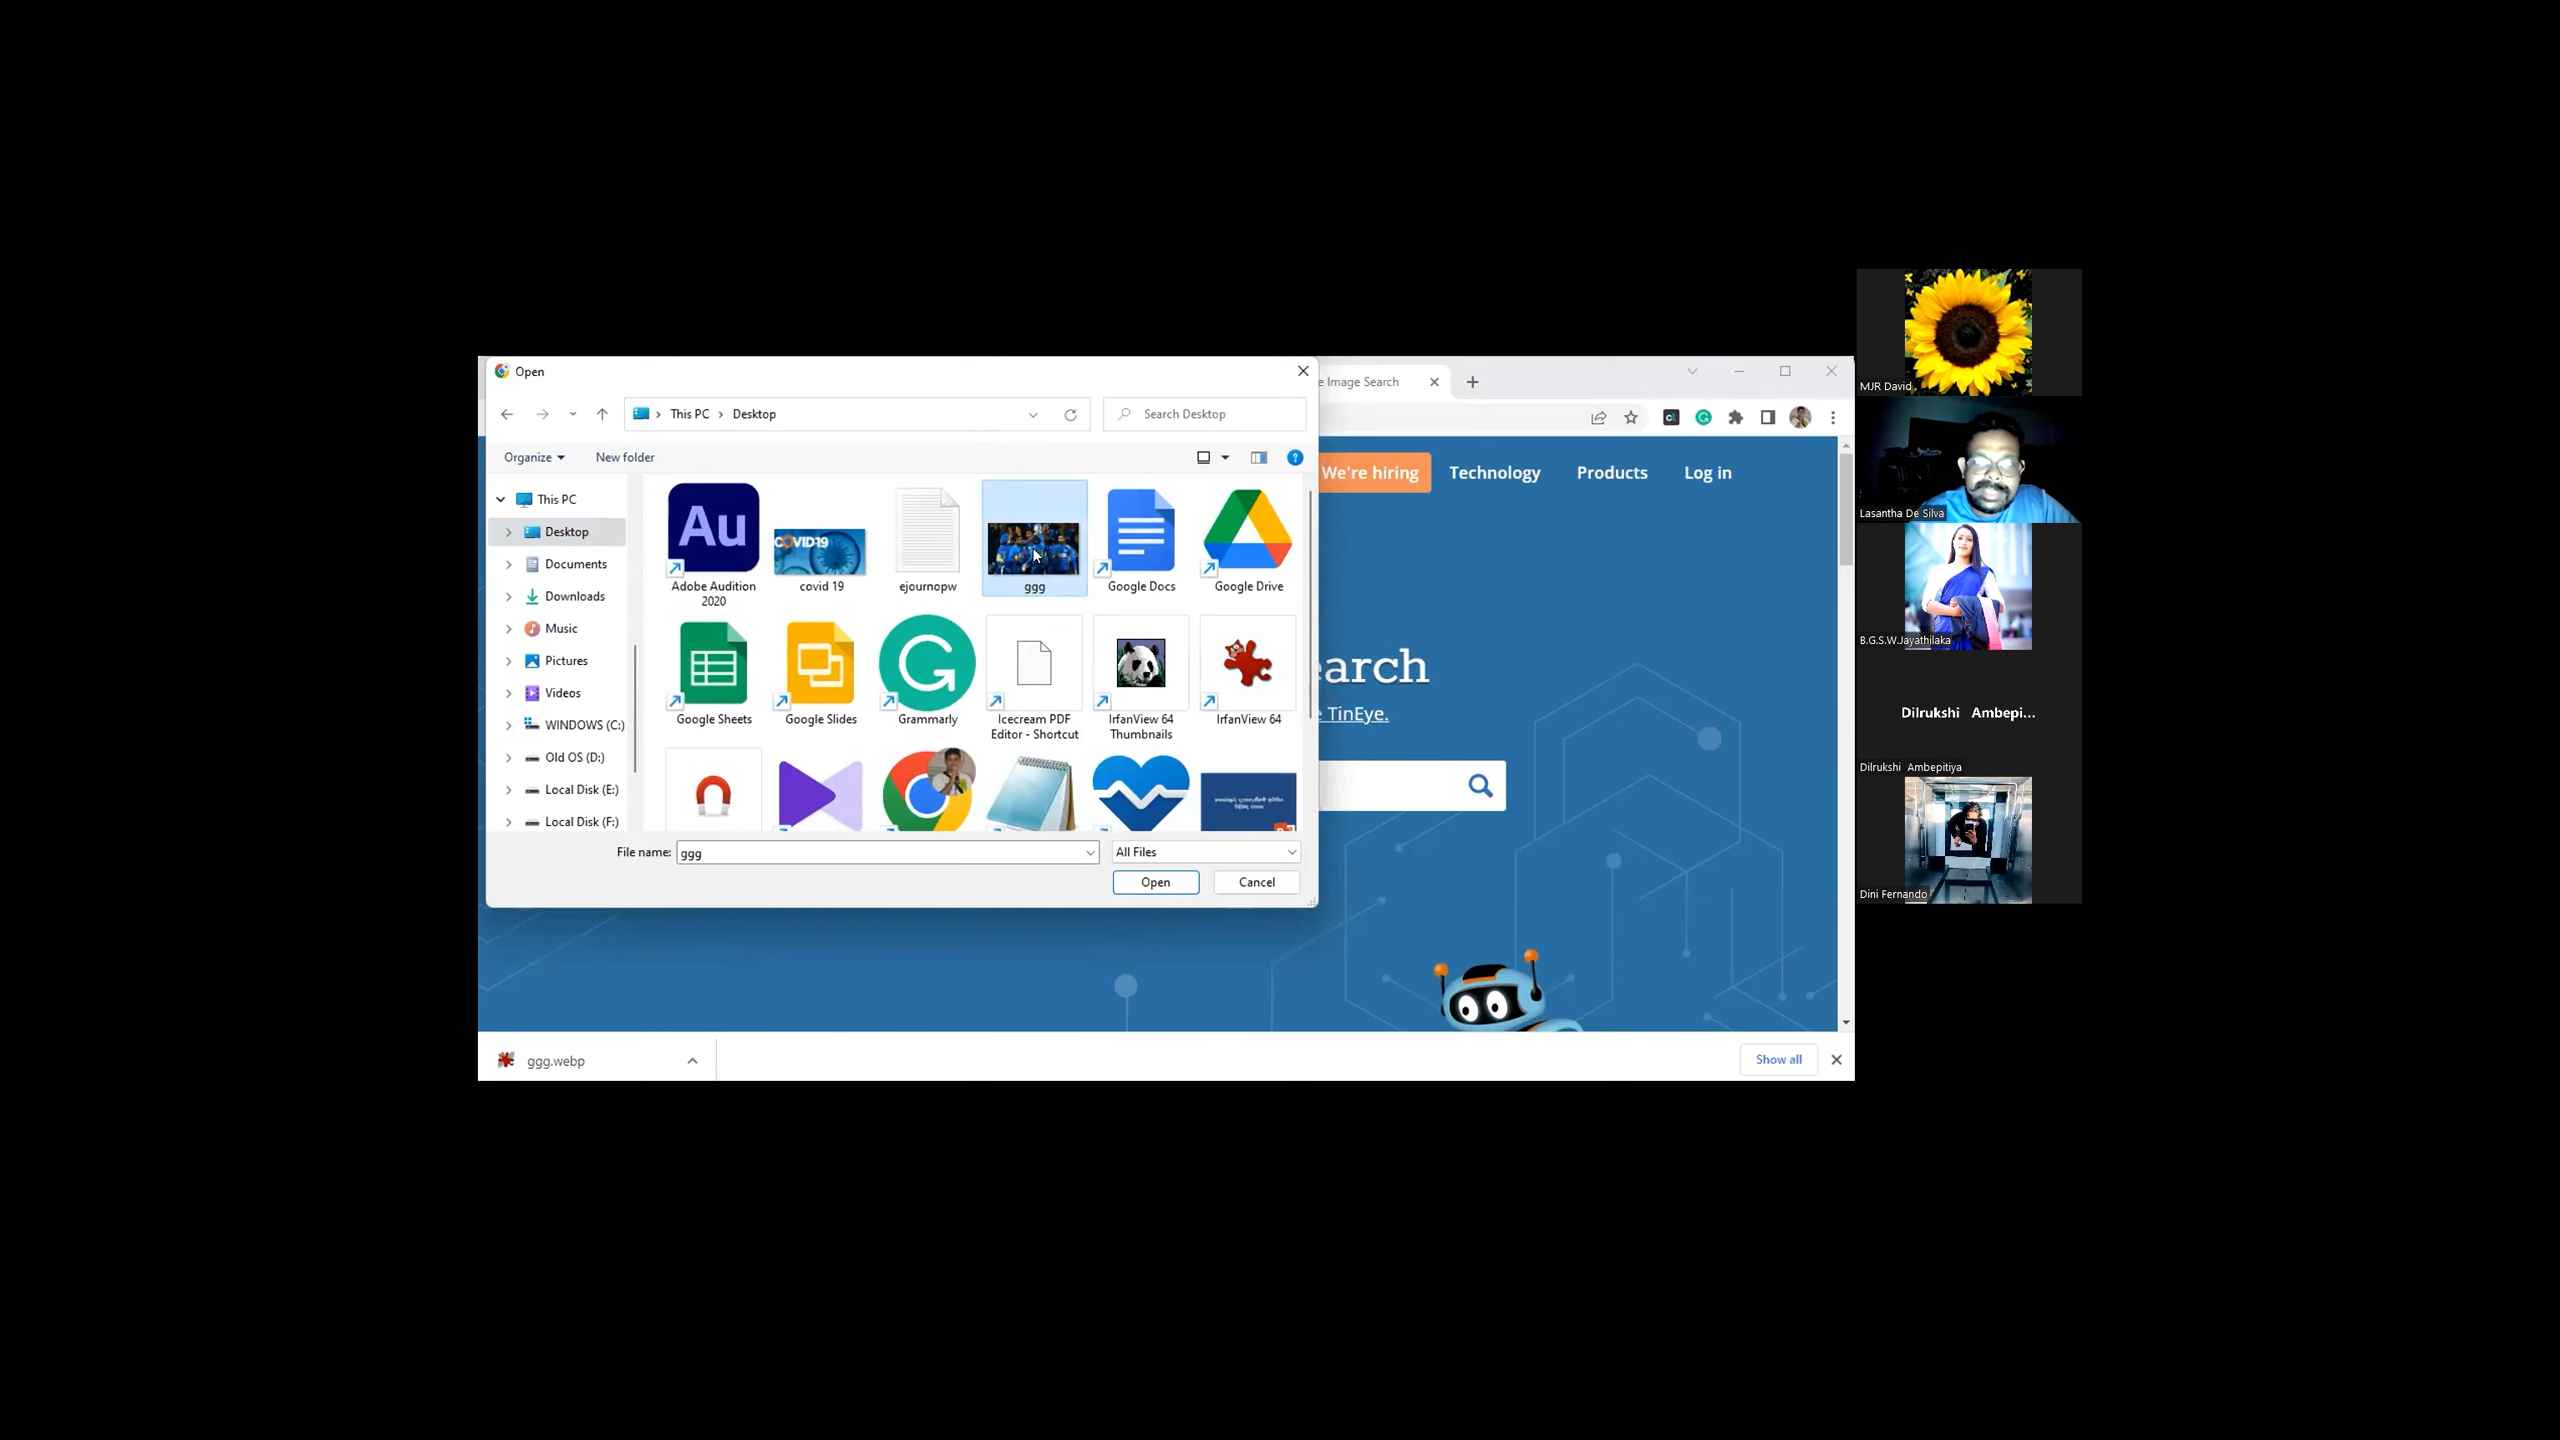 Open
e Image Search
This PC
Desktop
Search Desktop
Organize
New folder
We're hiring
Technology
Products
Log in
This PC
Desktop
Documents
Downloads
Music
Pictures
Videos
WINDOWS (C:)
Old OS (D:)
Local Disk (E:)
Local Disk (F:)
Au
COVID-19
Adobe Audition
2020
covid 19
ejournopw
ggg
Google Docs
Google Drive
Google Sheets
Google Slides
Grammarly
Icecream PDF
Editor - Shortcut
IrfanView 64
Thumbnails
IrfanView 64
File name:
ggg
All Files
Open
Cancel
earch
e TinEye.
ggg.webp
Show all
MJR David
Lasantha De Silva
B.G.S.W.Jayathilaka
Dilrukshi Ambepi...
Dilrukshi Ambepitiya
Dini Fernando